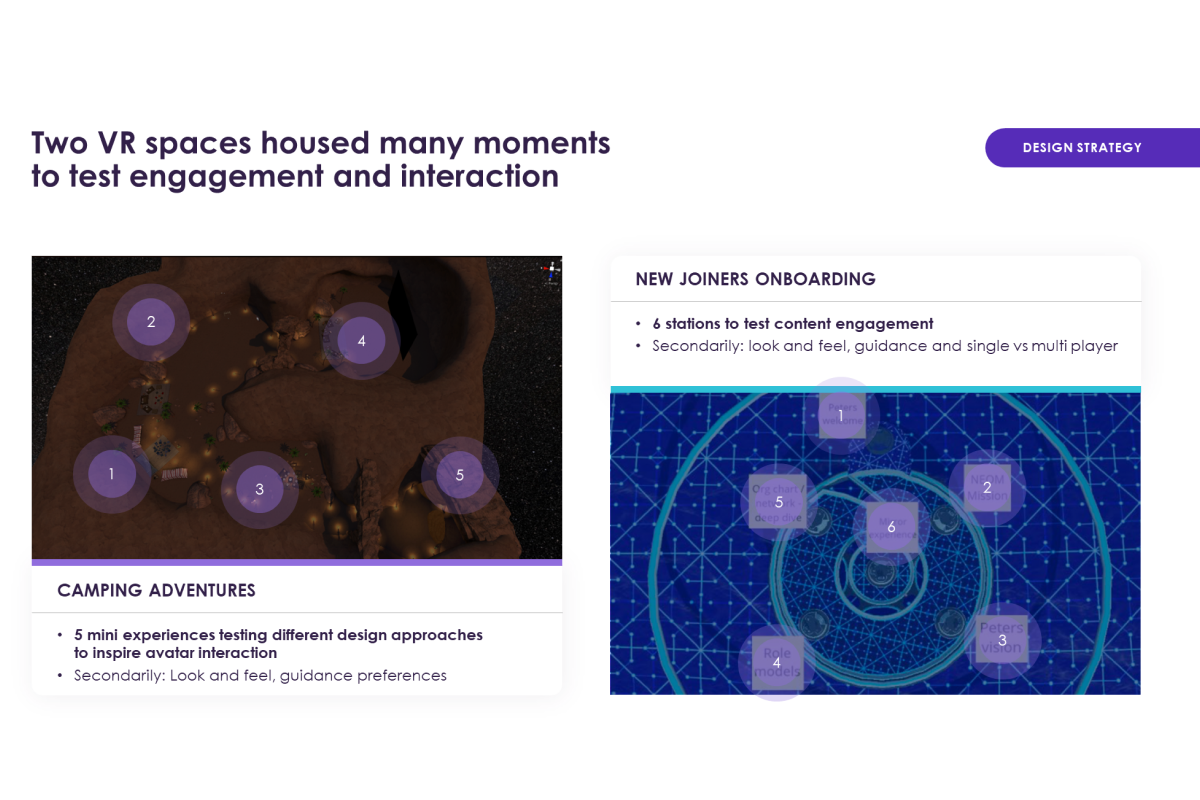 Two VR spaces housed many moments
to test engagement and interaction
DESIGN STRATEGY
2
4
1
3
5
CAMPING ADVENTURES
• 5 mini experiences testing different design approaches
to inspire avatar interaction
• Secondarily: Look and feel, guidance preferences
NEW JOINERS ONBOARDING
• 6 stations to test content engagement
• Secondarily: look and feel, guidance and single vs multi player
Peters
welcome
1
Org chart /
network
deep dive
5
NEOM
Mission
2
experience
6
Peters
vision
3
Role
models
4